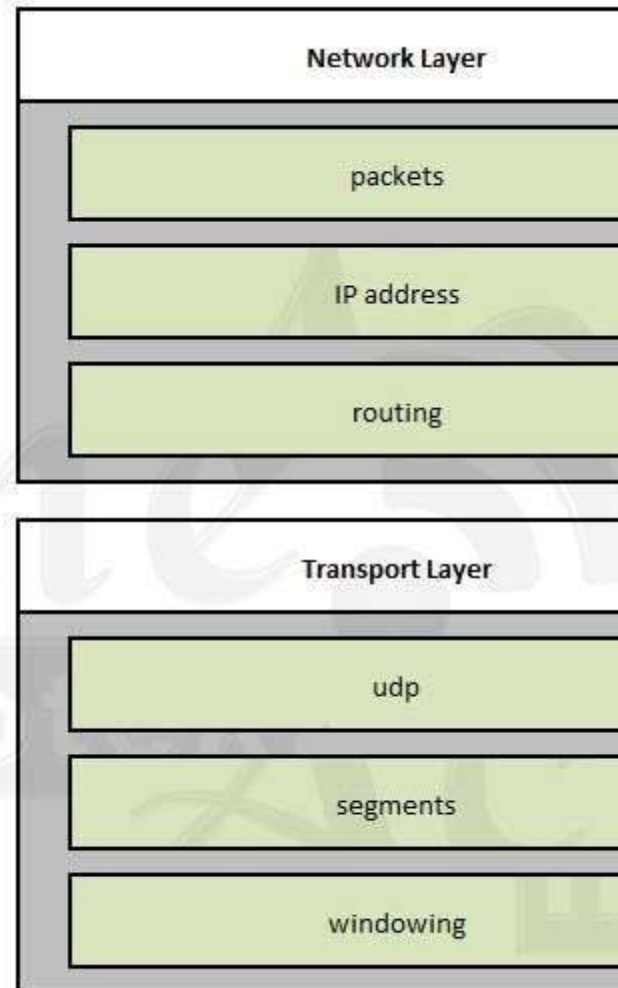 Network Layer
packets
IP address
routing
Transport Layer
udp
segments
windowing